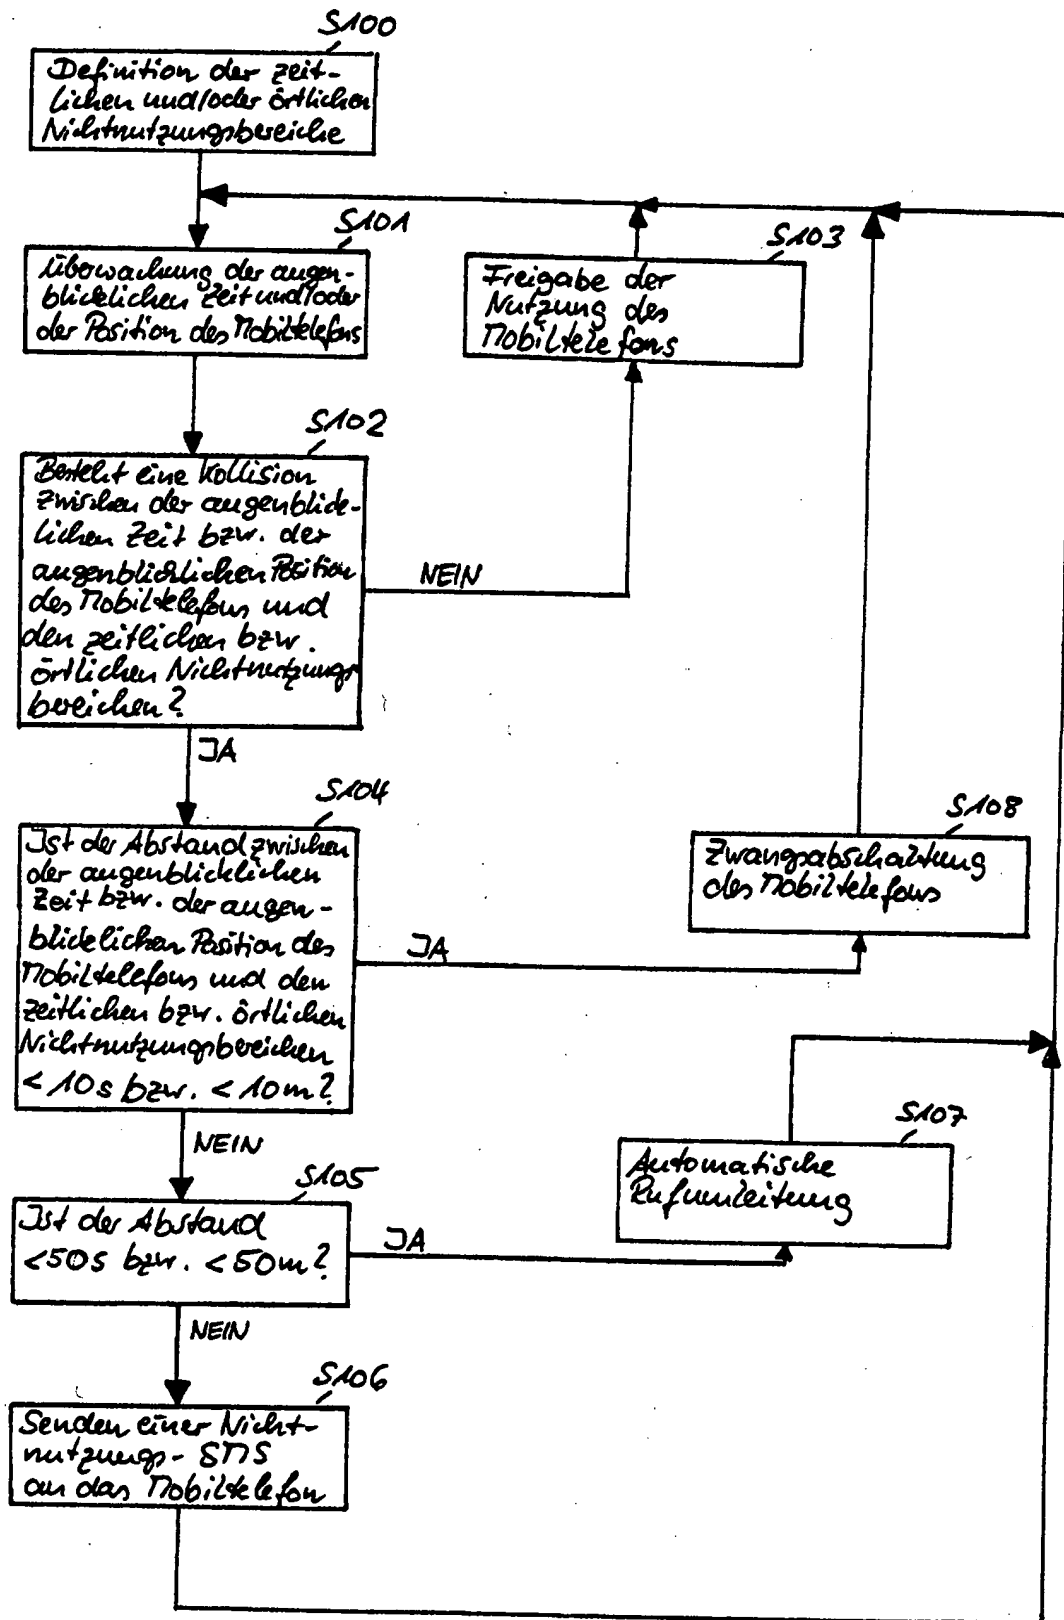 S100
Definition der zeit-
lichen und/oder örtlichen
Nichtnutzungsbereiche
S101
Überwachung der augen-
blicklichen Zeit und/oder
der Position des Mobiltelefons
S103
Freigabe der
Nutzung des
Mobiltelefons
S102
Besteht eine Kollision
zwischen der augenblick-
lichen Zeit bzw. der
augenblicklichen Position
des Mobiltelefons und
den zeitlichen bzw.
örtlichen Nichtnutzungs
bereichen?
NEIN
JA
S104
Ist der Abstand zwischen
der augenblicklichen
Zeit bzw. der augen-
blicklichen Position des
Mobiltelefons und den
zeitlichen bzw. örtlichen
Nichtnutzungsbereichen
<10s bzw. <10m?
JA
S108
Zwangsabschaltung
des Mobiltelefons
NEIN
S105
Ist der Abstand
<50s bzw. <50m?
JA
S107
Automatische
Rufumleitung
NEIN
S106
Senden einer Nicht-
nutzungs-SMS
an das Mobiltelefon